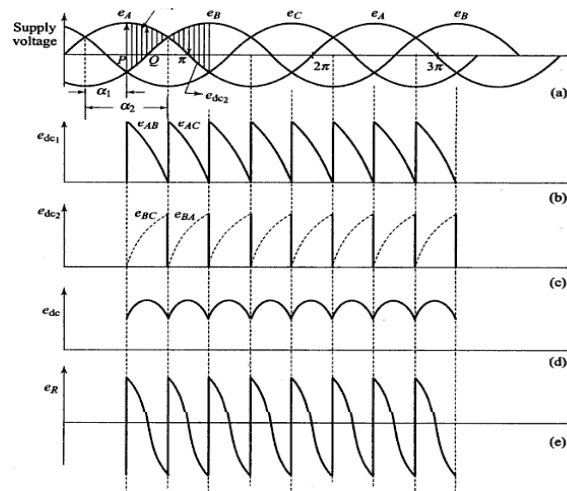 e_A e_B e_C e_A e_B
Supply voltage
P Q π 2π 3π
α₁ e_dc₂
α₂
(a)
e_dc₁ e_AB e_AC
(b)
e_dc₂ e_BC e_BA
(c)
e_dc
(d)
e_R
(e)